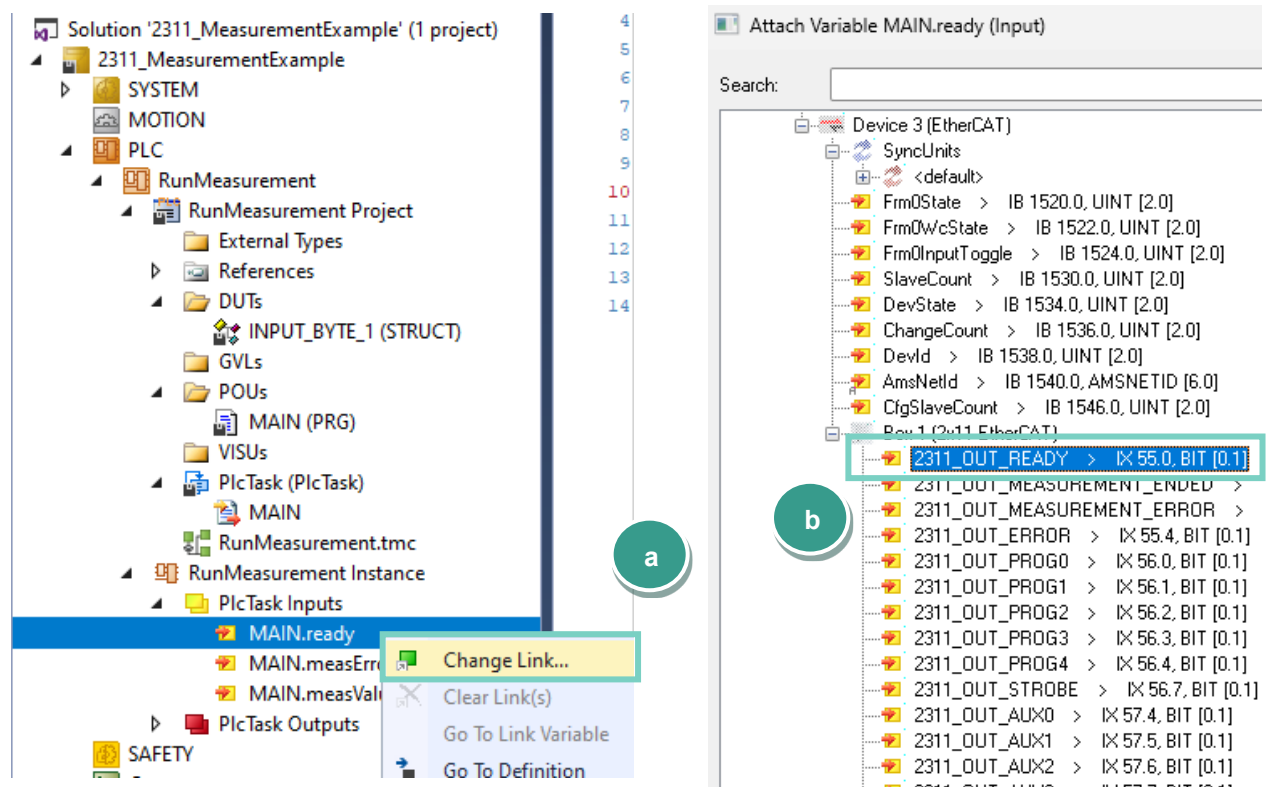 Solution '2311_MeasurementExample' (1 project)
2311_MeasurementExample
SYSTEM
MOTION
PLC
RunMeasurement
RunMeasurement Project
External Types
References
DUTs
INPUT_BYTE_1 (STRUCT)
GVLs
POUs
MAIN (PRG)
VISUs
PlcTask (PlcTask)
MAIN
RunMeasurement.tmc
RunMeasurement Instance
PlcTask Inputs
MAIN.ready
MAIN.measErr
MAIN.measVal
PlcTask Outputs
SAFETY
Change Link...
Clear Link(s)
Go To Link Variable
Go To Definition
4
5
6
7
8
9
10
11
12
13
14
a
Attach Variable MAIN.ready (Input)
Search:
Device 3 (EtherCAT)
SyncUnits
<default>
Frm0State > IB 1520.0, UINT [2.0]
Frm0WcState > IB 1522.0, UINT [2.0]
Frm0InputToggle > IB 1524.0, UINT [2.0]
SlaveCount > IB 1530.0, UINT [2.0]
DevState > IB 1534.0, UINT [2.0]
ChangeCount > IB 1536.0, UINT [2.0]
DevId > IB 1538.0, UINT [2.0]
AmsNetId > IB 1540.0, AMSNETID [6.0]
CfgSlaveCount > IB 1546.0, UINT [2.0]
Box 1 (2x11 EtherCAT)
2311_OUT_READY > IX 55.0, BIT [0.1]
2311_OUT_MEASUREMENT_ENDED >
2311_OUT_MEASUREMENT_ERROR >
2311_OUT_ERROR > IX 55.4, BIT [0.1]
2311_OUT_PROG0 > IX 56.0, BIT [0.1]
2311_OUT_PROG1 > IX 56.1, BIT [0.1]
2311_OUT_PROG2 > IX 56.2, BIT [0.1]
2311_OUT_PROG3 > IX 56.3, BIT [0.1]
2311_OUT_PROG4 > IX 56.4, BIT [0.1]
2311_OUT_STROBE > IX 56.7, BIT [0.1]
2311_OUT_AUX0 > IX 57.4, BIT [0.1]
2311_OUT_AUX1 > IX 57.5, BIT [0.1]
2311_OUT_AUX2 > IX 57.6, BIT [0.1]
b